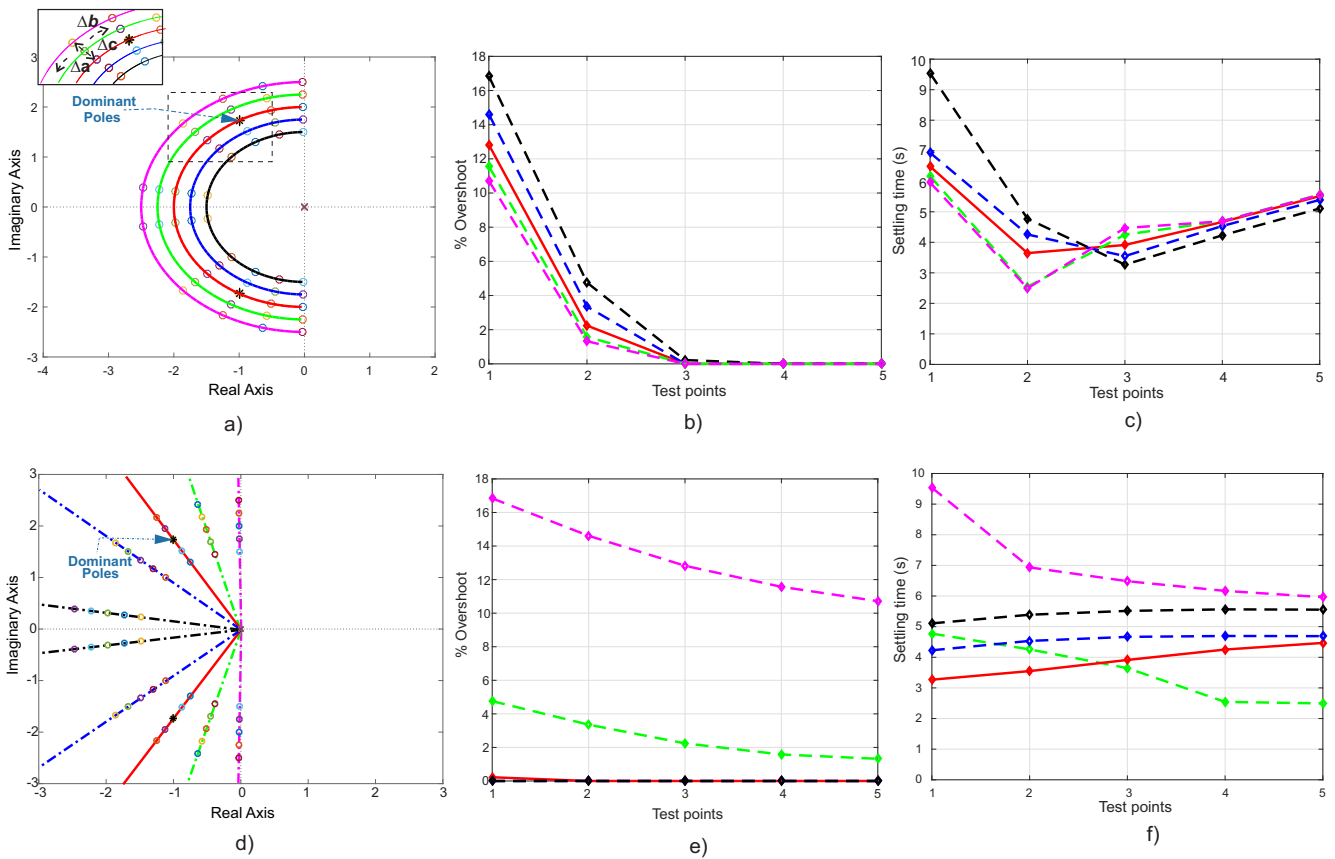 Δb
Δc
Δa
Dominant
Poles
Imaginary Axis
3
2
1
0
-1
-2
-3
-4 -3 -2 -1 0 1 2
Real Axis
a)
% Overshoot
18
16
14
12
10
8
6
4
2
0
1 2 3 4 5
Test points
b)
Settling time (s)
10
9
8
7
6
5
4
3
2
1
0
1 2 3 4 5
Test points
c)
Imaginary Axis
3
2
1
0
-1
-2
-3
Dominant
Poles
-3 -2 -1 0 1 2 3
Real Axis
d)
% Overshoot
18
16
14
12
10
8
6
4
2
0
1 2 3 4 5
Test points
e)
Settling time (s)
10
9
8
7
6
5
4
3
2
1
0
1 2 3 4 5
Test points
f)